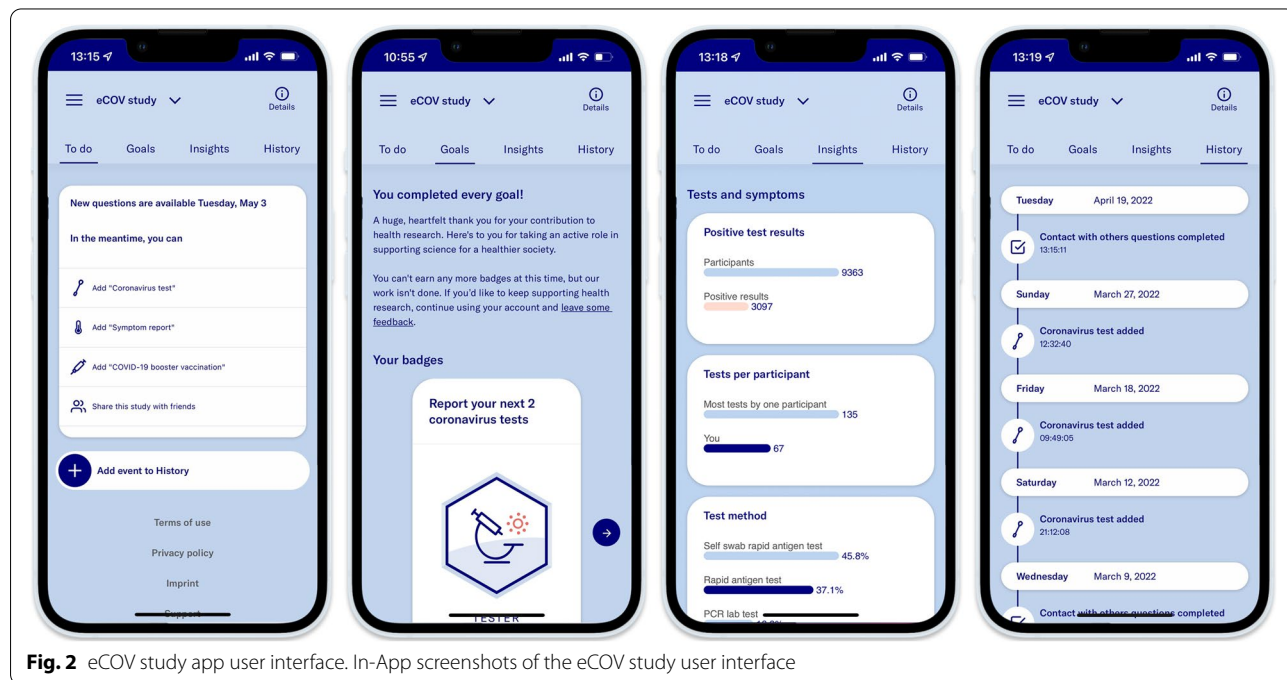 13:15
eCOV study
Details
To do Goals Insights History
New questions are available Tuesday, May 3
In the meantime, you can
Add "Coronavirus test"
Add "Symptom report"
Add "COVID-19 booster vaccination"
Share this study with friends
Add event to History
Terms of use
Privacy policy
Imprint
Support
10:55
eCOV study
Details
To do Goals Insights History
You completed every goal!
A huge, heartfelt thank you for your contribution to
health research. Here's to you for taking an active role in
supporting science for a healthier society.
You can't earn any more badges at this time, but our
work isn't done. If you'd like to keep supporting health
research, continue using your account and leave some
feedback.
Your badges
Report your next 2
coronavirus tests
TESTER
13:18
eCOV study
Details
To do Goals Insights History
Tests and symptoms
Positive test results
Participants
9363
Positive results
3097
Tests per participant
Most tests by one participant
135
You
67
Test method
Self swab rapid antigen test
45.8%
Rapid antigen test
37.1%
PCR lab test
13:19
eCOV study
Details
To do Goals Insights History
Tuesday April 19, 2022
Contact with others questions completed
13:15:11
Sunday March 27, 2022
Coronavirus test added
12:32:40
Friday March 18, 2022
Coronavirus test added
09:49:05
Saturday March 12, 2022
Coronavirus test added
21:12:08
Wednesday March 9, 2022
Contact with others questions completed
Fig. 2 eCOV study app user interface. In-App screenshots of the eCOV study user interface